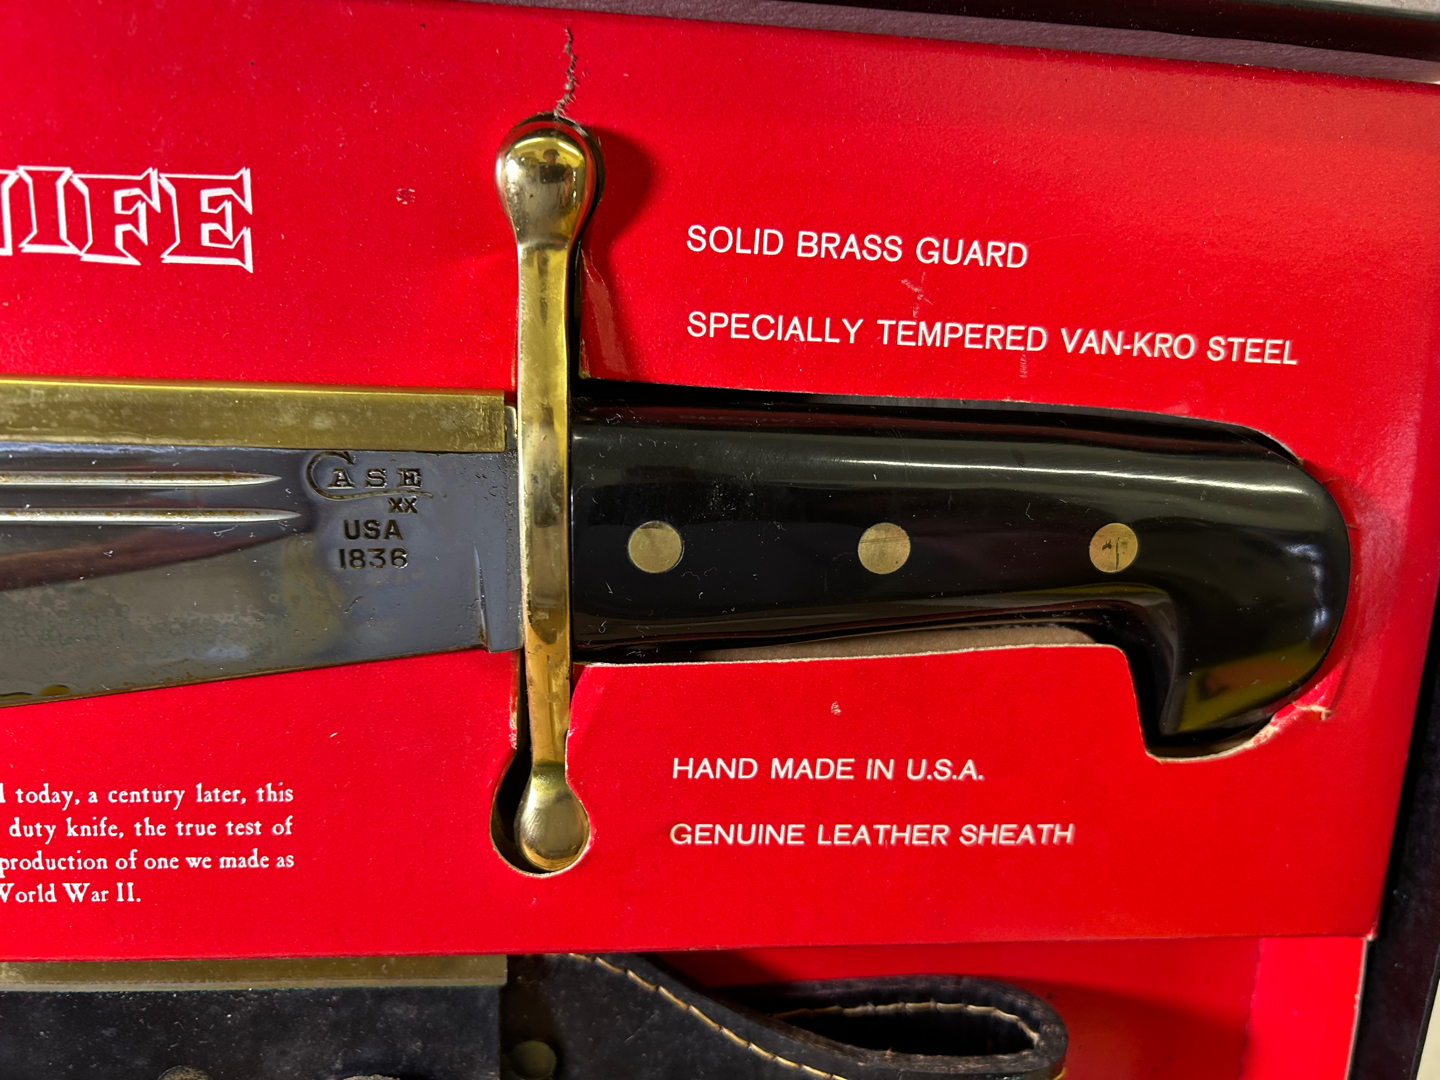 NIFE
SOLID BRASS GUARD
SPECIALLY TEMPERED VAN-KRO STEEL
CASE
XX
USA
1836
HAND MADE IN U.S.A.
GENUINE LEATHER SHEATH
today, a century later, this
duty knife, the true test of
production of one we made as
World War II.